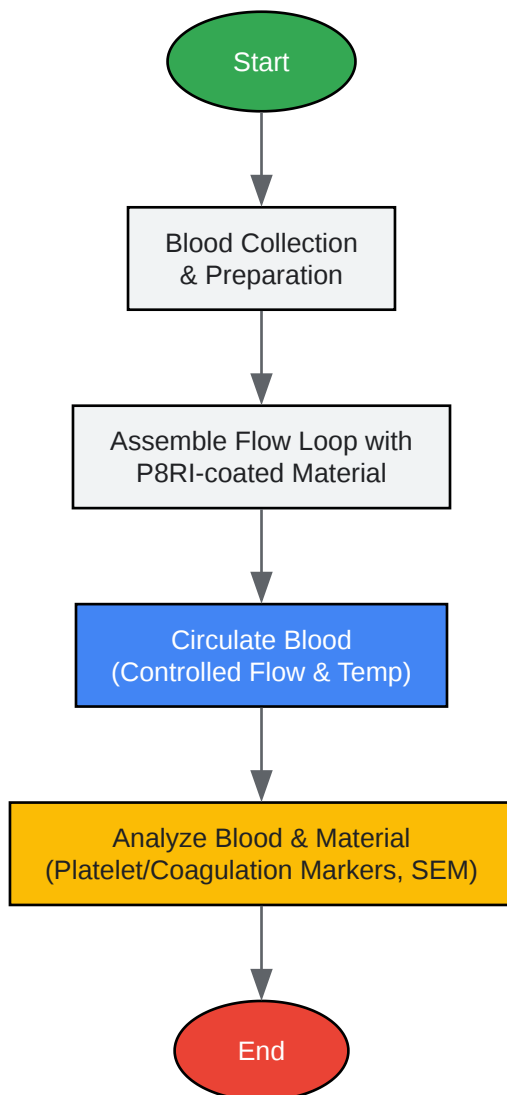 Start
Blood Collection
& Preparation
Assemble Flow Loop with
P8RI-coated Material
Circulate Blood
(Controlled Flow & Temp)
Analyze Blood & Material
(Platelet/Coagulation Markers, SEM)
End